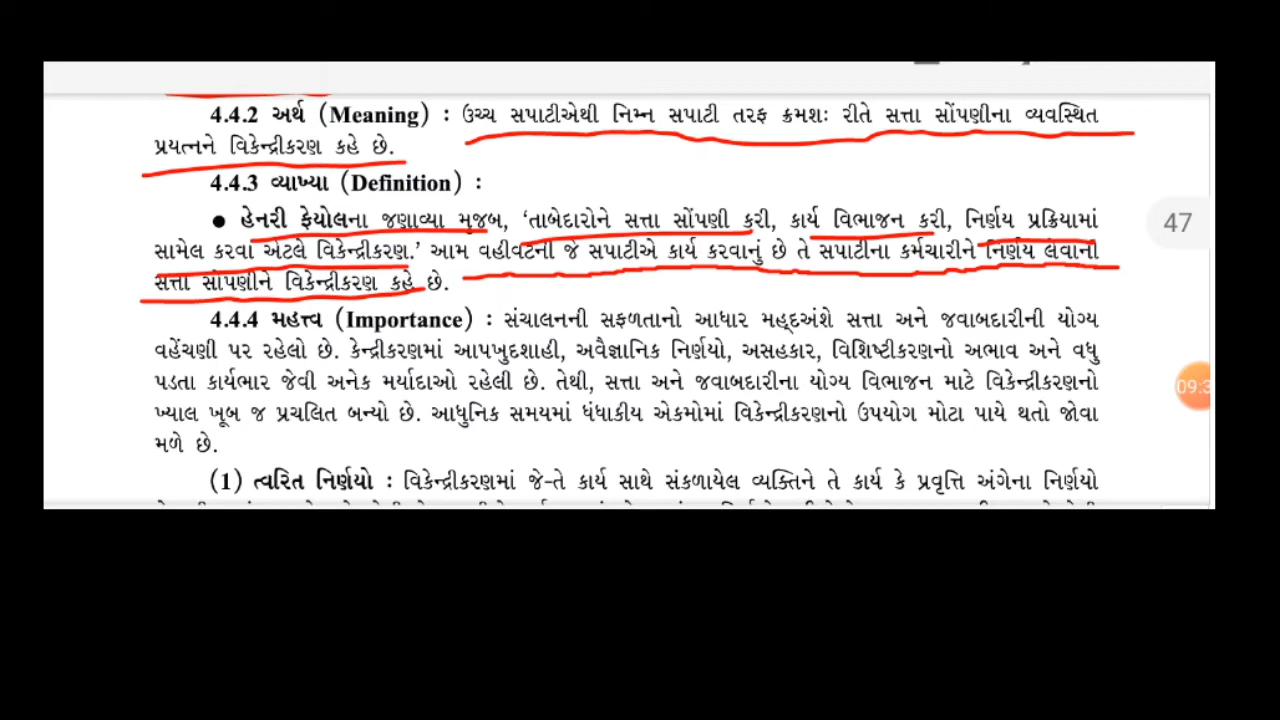 4.4.2 અર્થ (Meaning) : ઉચ્ચ સપાટીએથી નિમ્ન સપાટી તરફ ક્રમશઃ રીતે સત્તા સોંપણીના વ્યવસ્થિત
પ્રયત્નને વિકેન્દ્રીકરણ કહે છે.
4.4.3 વ્યાખ્યા (Definition) :
● હેનરી ફેયોલના જણાવ્યા મુજબ, ‘તાબેદારોને સત્તા સોંપણી કરી, કાર્ય વિભાજન કરી, નિર્ણય પ્રક્રિયામાં
47
સામેલ કરવા એટલે વિકેન્દ્રીકરણ.’ આમ વહીવટની જે સપાટીએ કાર્ય કરવાનું છે તે સપાટીના કર્મચારીને નિર્ણય લેવાની
સત્તા સોંપણીને વિકેન્દ્રીકરણ કહે છે.
4.4.4 મહત્ત્વ (Importance) : સંચાલનની સફળતાનો આધાર મહ્દઅંશે સત્તા અને જવાબદારીની યોગ્ય
વહેંચણી પર રહેલો છે. કેન્દ્રીકરણમાં આપખુદશાહી, અવૈજ્ઞાનિક નિર્ણયો, અસહકાર, વિશિષ્ટીકરણનો અભાવ અને વધુ
પડતા કાર્યભાર જેવી અનેક મર્યાદાઓ રહેલી છે. તેથી, સત્તા અને જવાબદારીના યોગ્ય વિભાજન માટે વિકેન્દ્રીકરણનો
09:3
ખ્યાલ ખૂબ જ પ્રચલિત બન્યો છે. આધુનિક સમયમાં ધંધાકીય એકમોમાં વિકેન્દ્રીકરણનો ઉપયોગ મોટા પાયે થતો જોવા
મળે છે.
(1) ત્વરિત નિર્ણયો : વિકેન્દ્રીકરણમાં જે-તે કાર્ય સાથે સંકળાયેલ વ્યક્તિને તે કાર્ય કે પ્રવૃત્તિ અંગેના નિર્ણયો